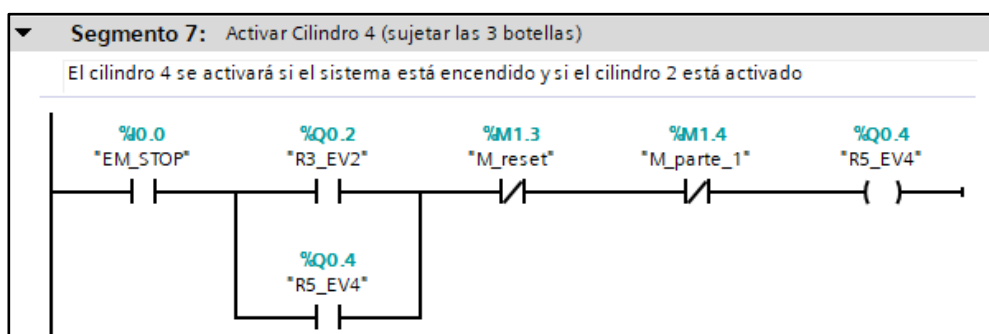 Segmento 7: Activar Cilindro 4 (sujetar las 3 botellas)
El cilindro 4 se activará si el sistema está encendido y si el cilindro 2 está activado
%I0.0 %Q0.2 %M1.3 %M1.4 %Q0.4
"EM_STOP" "R3_EV2" "M_reset" "M_parte_1" "R5_EV4"
%Q0.4
"R5_EV4"